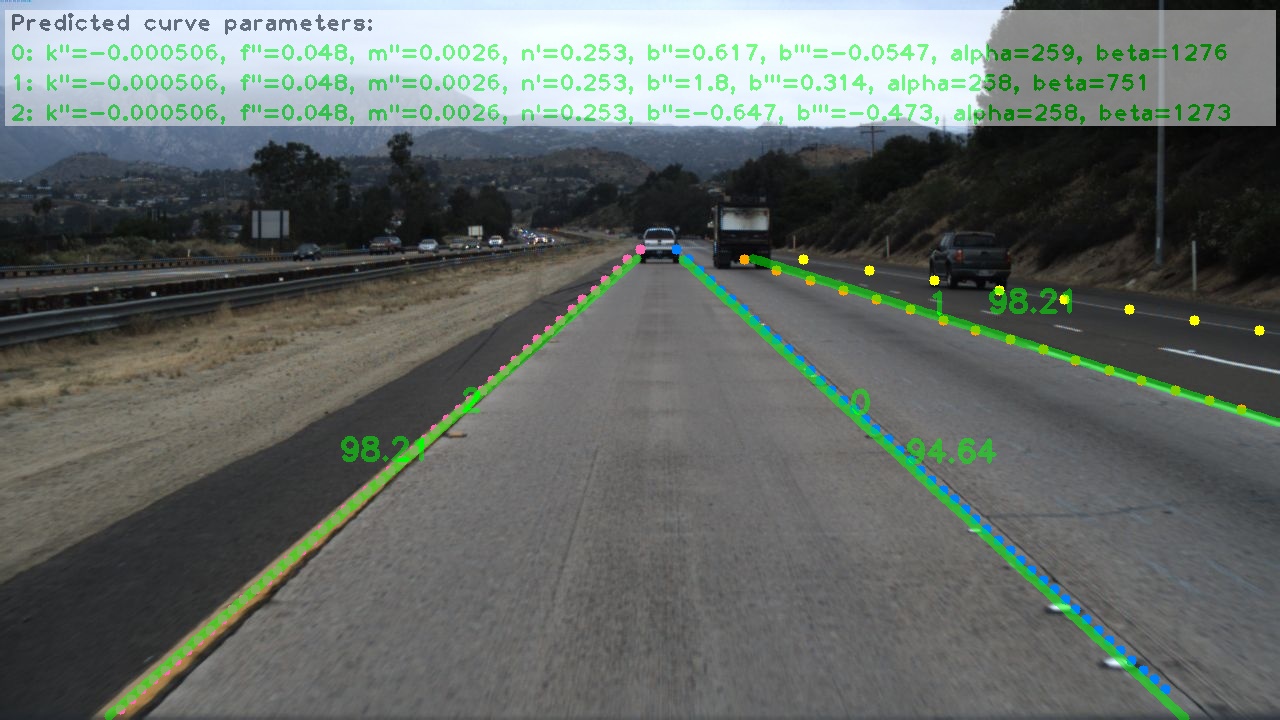 Predicted curve parameters:
0: k''=-0.000506, f''=0.048, m''=0.0026, n'=0.253, b''=0.617, b'''=-0.0547, alpha=259, beta=1276
1: k''=-0.000506, f''=0.048, m''=0.0026, n'=0.253, b''=1.8, b'''=0.314, alpha=258, beta=751
2: k''=-0.000506, f''=0.048, m''=0.0026, n'=0.253, b''=-0.647, b'''=-0.473, alpha=258, beta=1273
1 98.21
2 0
98.21 94.64